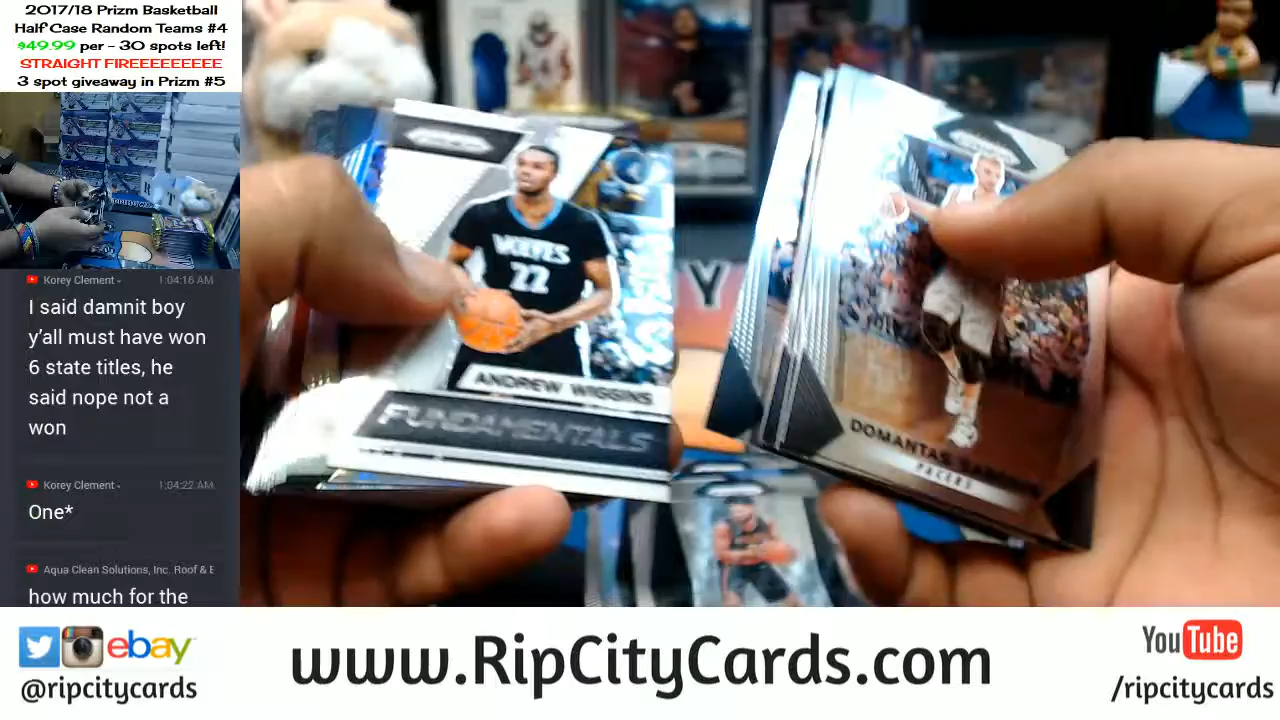 2017/18 Prizm Basketball
Half Case Random Teams #4
$49.99 per - 30 spots left!
STRAIGHT FIREEEEEEEEE
3 spot giveaway in Prizm #5
Korey Clement
1:04:16 AM
I said damnit boy
y'all must have won
6 state titles, he
said nope not a
won
Korey Clement
1:04:22 AM
One*
Aqua Clean Solutions, Inc. Roof & E
how much for the
WOLVES
22
ANDREW WIGGINS
FUNDAMENTALS
DOMANTAS
PACERS
ebay
@ripcitycards
www.RipCityCards.com
YouTube
/ripcitycards